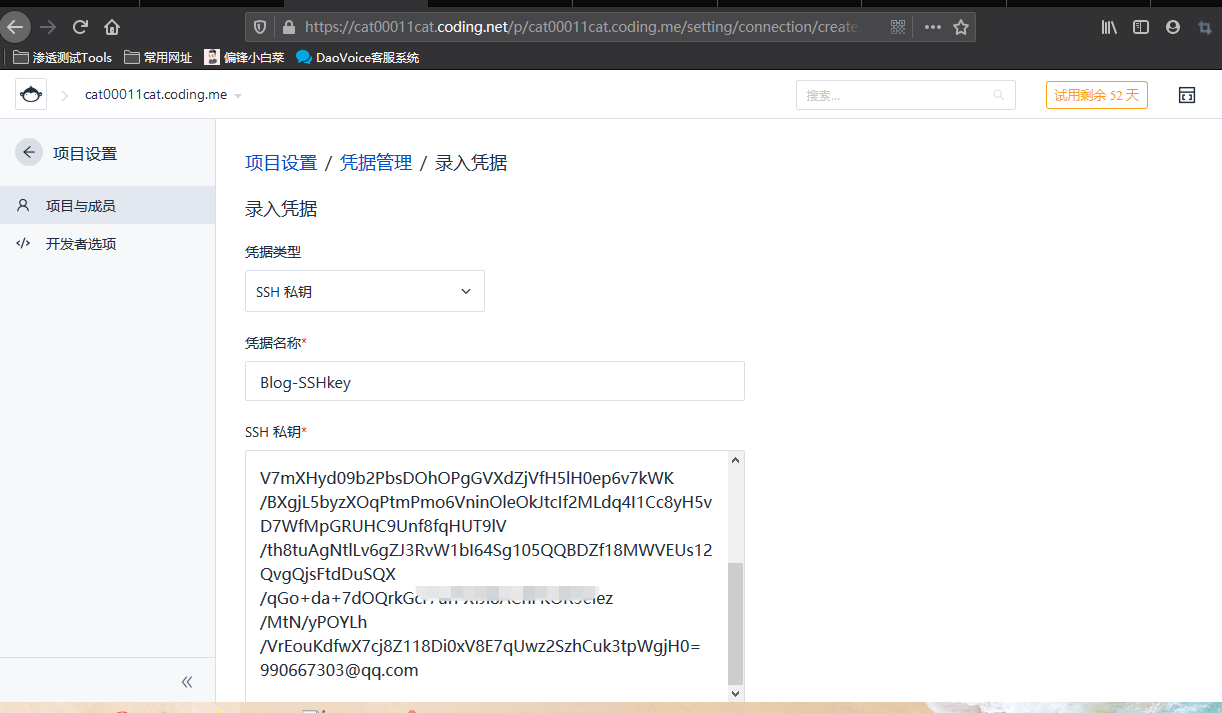 https://cat00011cat.coding.net/p/cat00011cat.coding.me/setting/connection/create
渗透测试Tools 常用网址 偏锋小白菜 DaoVoice客服系统
cat00011cat.coding.me
搜索...
试用剩余 52 天
项目设置
项目与成员
开发者选项
项目设置 / 凭据管理 / 录入凭据
录入凭据
凭据类型
SSH 私钥
凭据名称*
Blog-SSHkey
SSH 私钥*
V7mXHyd09b2PbsDOhOPgGVXdZjVfH5lH0ep6v7kWK
/BXgjL5byzXOqPtmPmo6VninOleOkJtcIf2MLdq4I1Cc8yH5v
D7WfMpGRUHC9Unf8fqHUT9lV
/th8tuAgNtlLv6gZJ3RvW1bI64Sg105QQBDZf18MWVEUs12
QvgQjsFtdDuSQX
/MtN/yPOYLh
/VrEouKdfwX7cj8Z118Di0xV8E7qUwz2SzhCuk3tpWgjH0=
990667303@qq.com